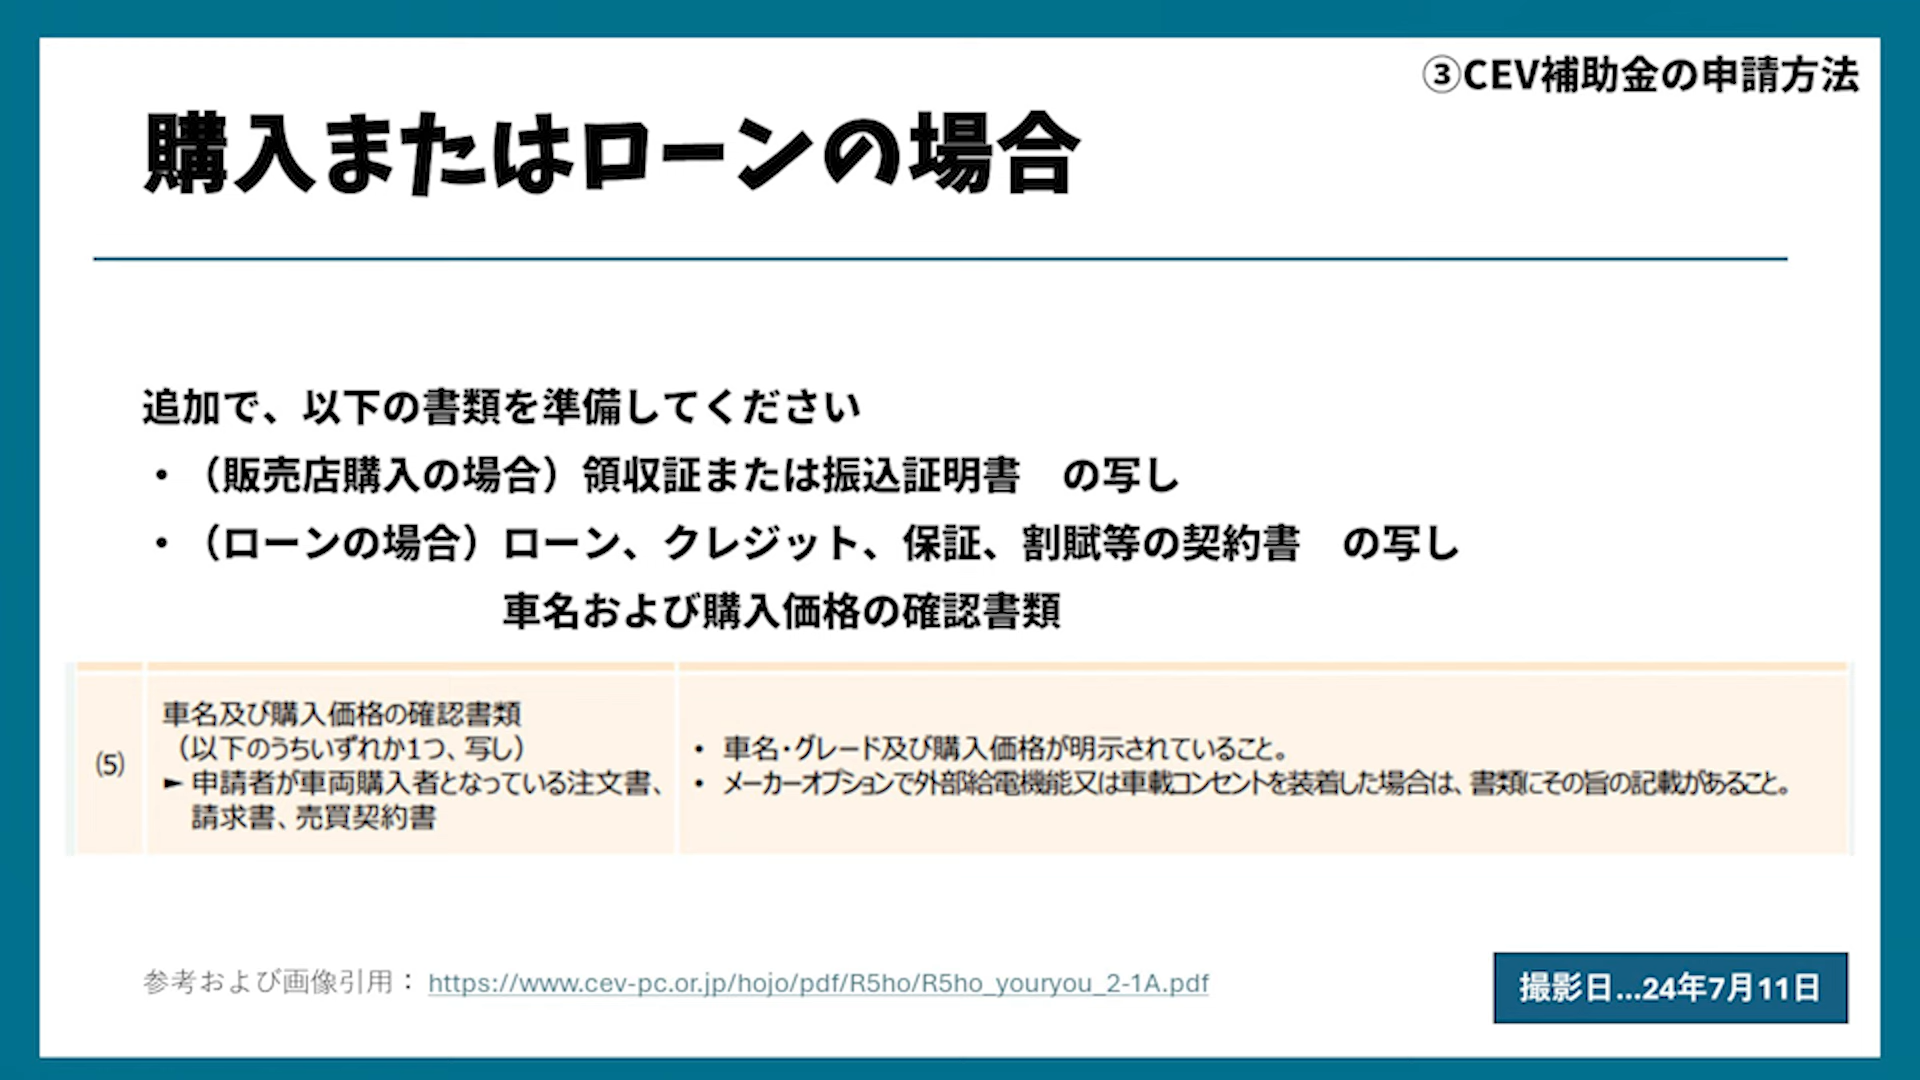 ③CEV補助金の申請方法
購入またはローンの場合
追加で、以下の書類を準備してください
・（販売店購入の場合）領収証または振込証明書　の写し
・（ローンの場合）ローン、クレジット、保証、割賦等の契約書　の写し
車名および購入価格の確認書類
(5)
車名及び購入価格の確認書類
（以下のうちいずれか1つ、写し）
► 申請者が車両購入者となっている注文書、
請求書、売買契約書
• 車名・グレード及び購入価格が明示されていること。
• メーカーオプションで外部給電機能又は車載コンセントを装着した場合は、書類にその旨の記載があること。
参考および画像引用： https://www.cev-pc.or.jp/hojo/pdf/R5ho/R5ho_youryou_2-1A.pdf
撮影日...24年7月11日